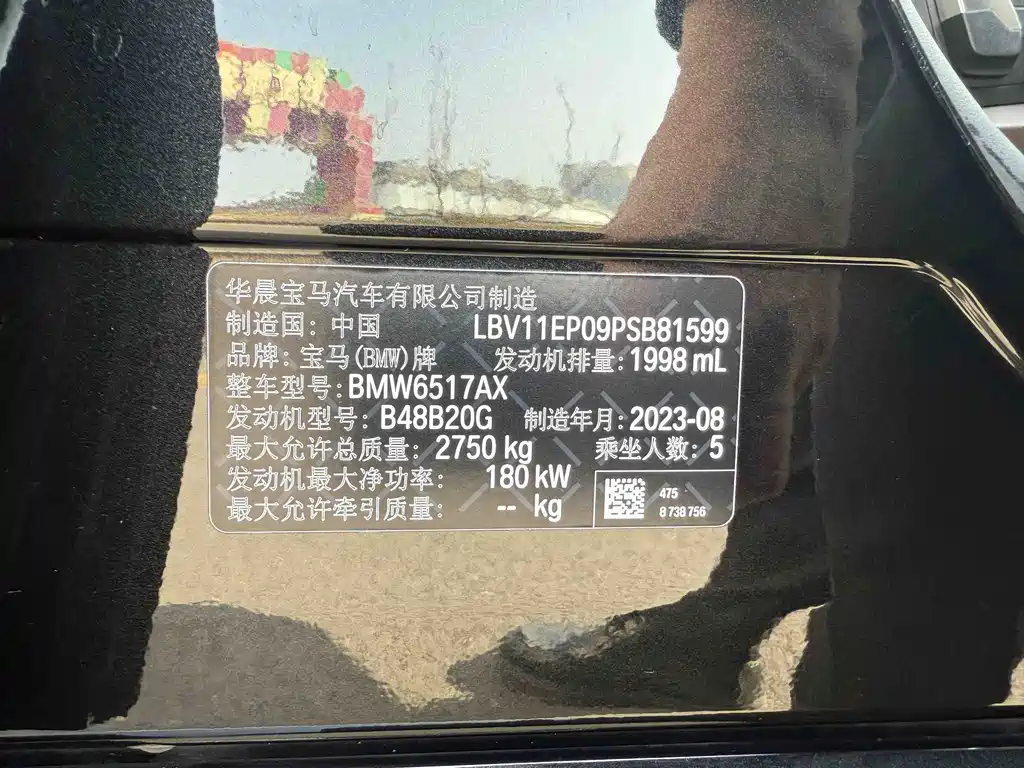 华晨宝马汽车有限公司制造
制造国: 中国 LBV11EP09PSB81599
品牌: 宝马(BMW)牌 发动机排量: 1998 mL
整车型号: BMW6517AX
发动机型号: B48B20G 制造年月: 2023-08
最大允许总质量: 2750 kg 乘坐人数: 5
发动机最大净功率: 180 kW
最大允许牵引质量: -- kg
475
8 738 756